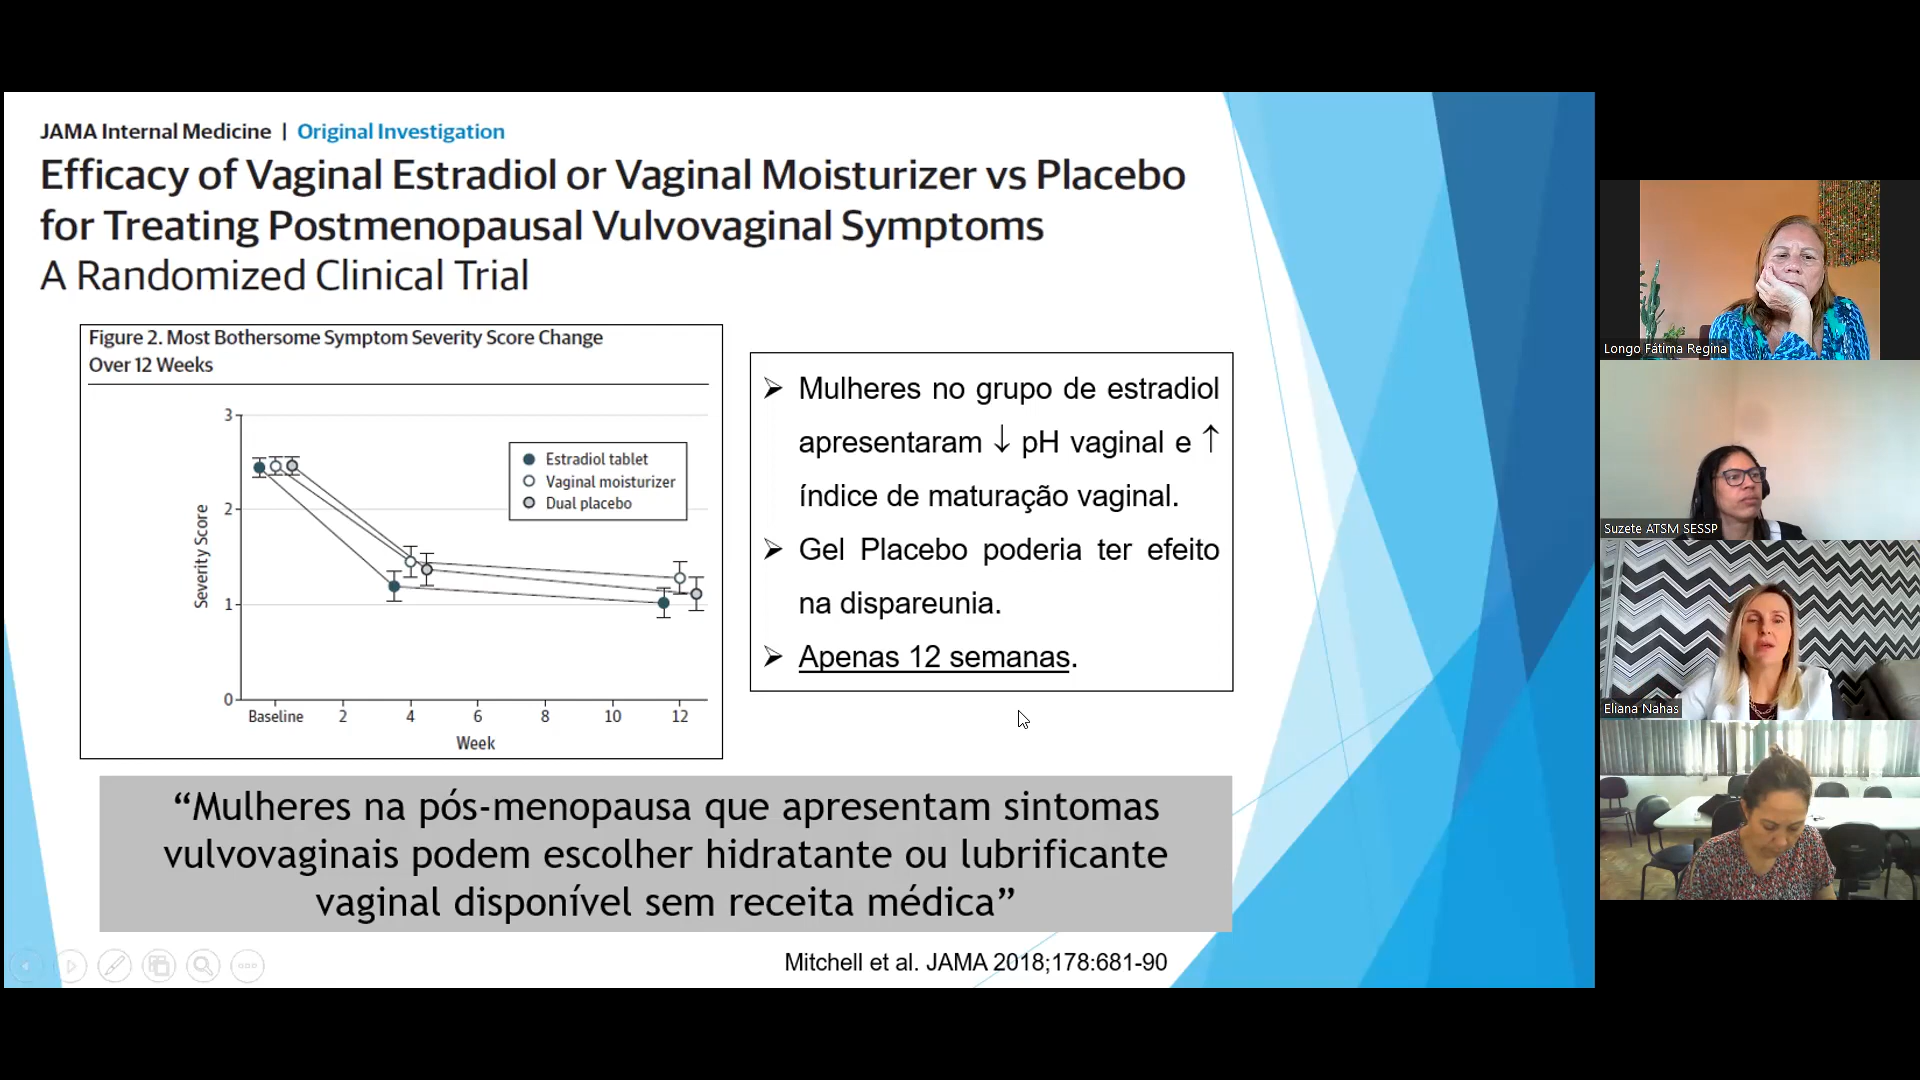 JAMA Internal Medicine | Original Investigation
Efficacy of Vaginal Estradiol or Vaginal Moisturizer vs Placebo
for Treating Postmenopausal Vulvovaginal Symptoms
A Randomized Clinical Trial
Figure 2. Most Bothersome Symptom Severity Score Change
Over 12 Weeks
3
2
1
0
Severity Score
Estradiol tablet
Vaginal moisturizer
Dual placebo
Baseline 2 4 6 8 10 12
Week
➢ Mulheres no grupo de estradiol
apresentaram ↓ pH vaginal e ↑
índice de maturação vaginal.
➢ Gel Placebo poderia ter efeito
na dispareunia.
➢ Apenas 12 semanas.
“Mulheres na pós-menopausa que apresentam sintomas
vulvovaginais podem escolher hidratante ou lubrificante
vaginal disponível sem receita médica”
Mitchell et al. JAMA 2018;178:681-90
Longo Fátima Regina
Suzete ATSM SESSP
Eliana Nahas